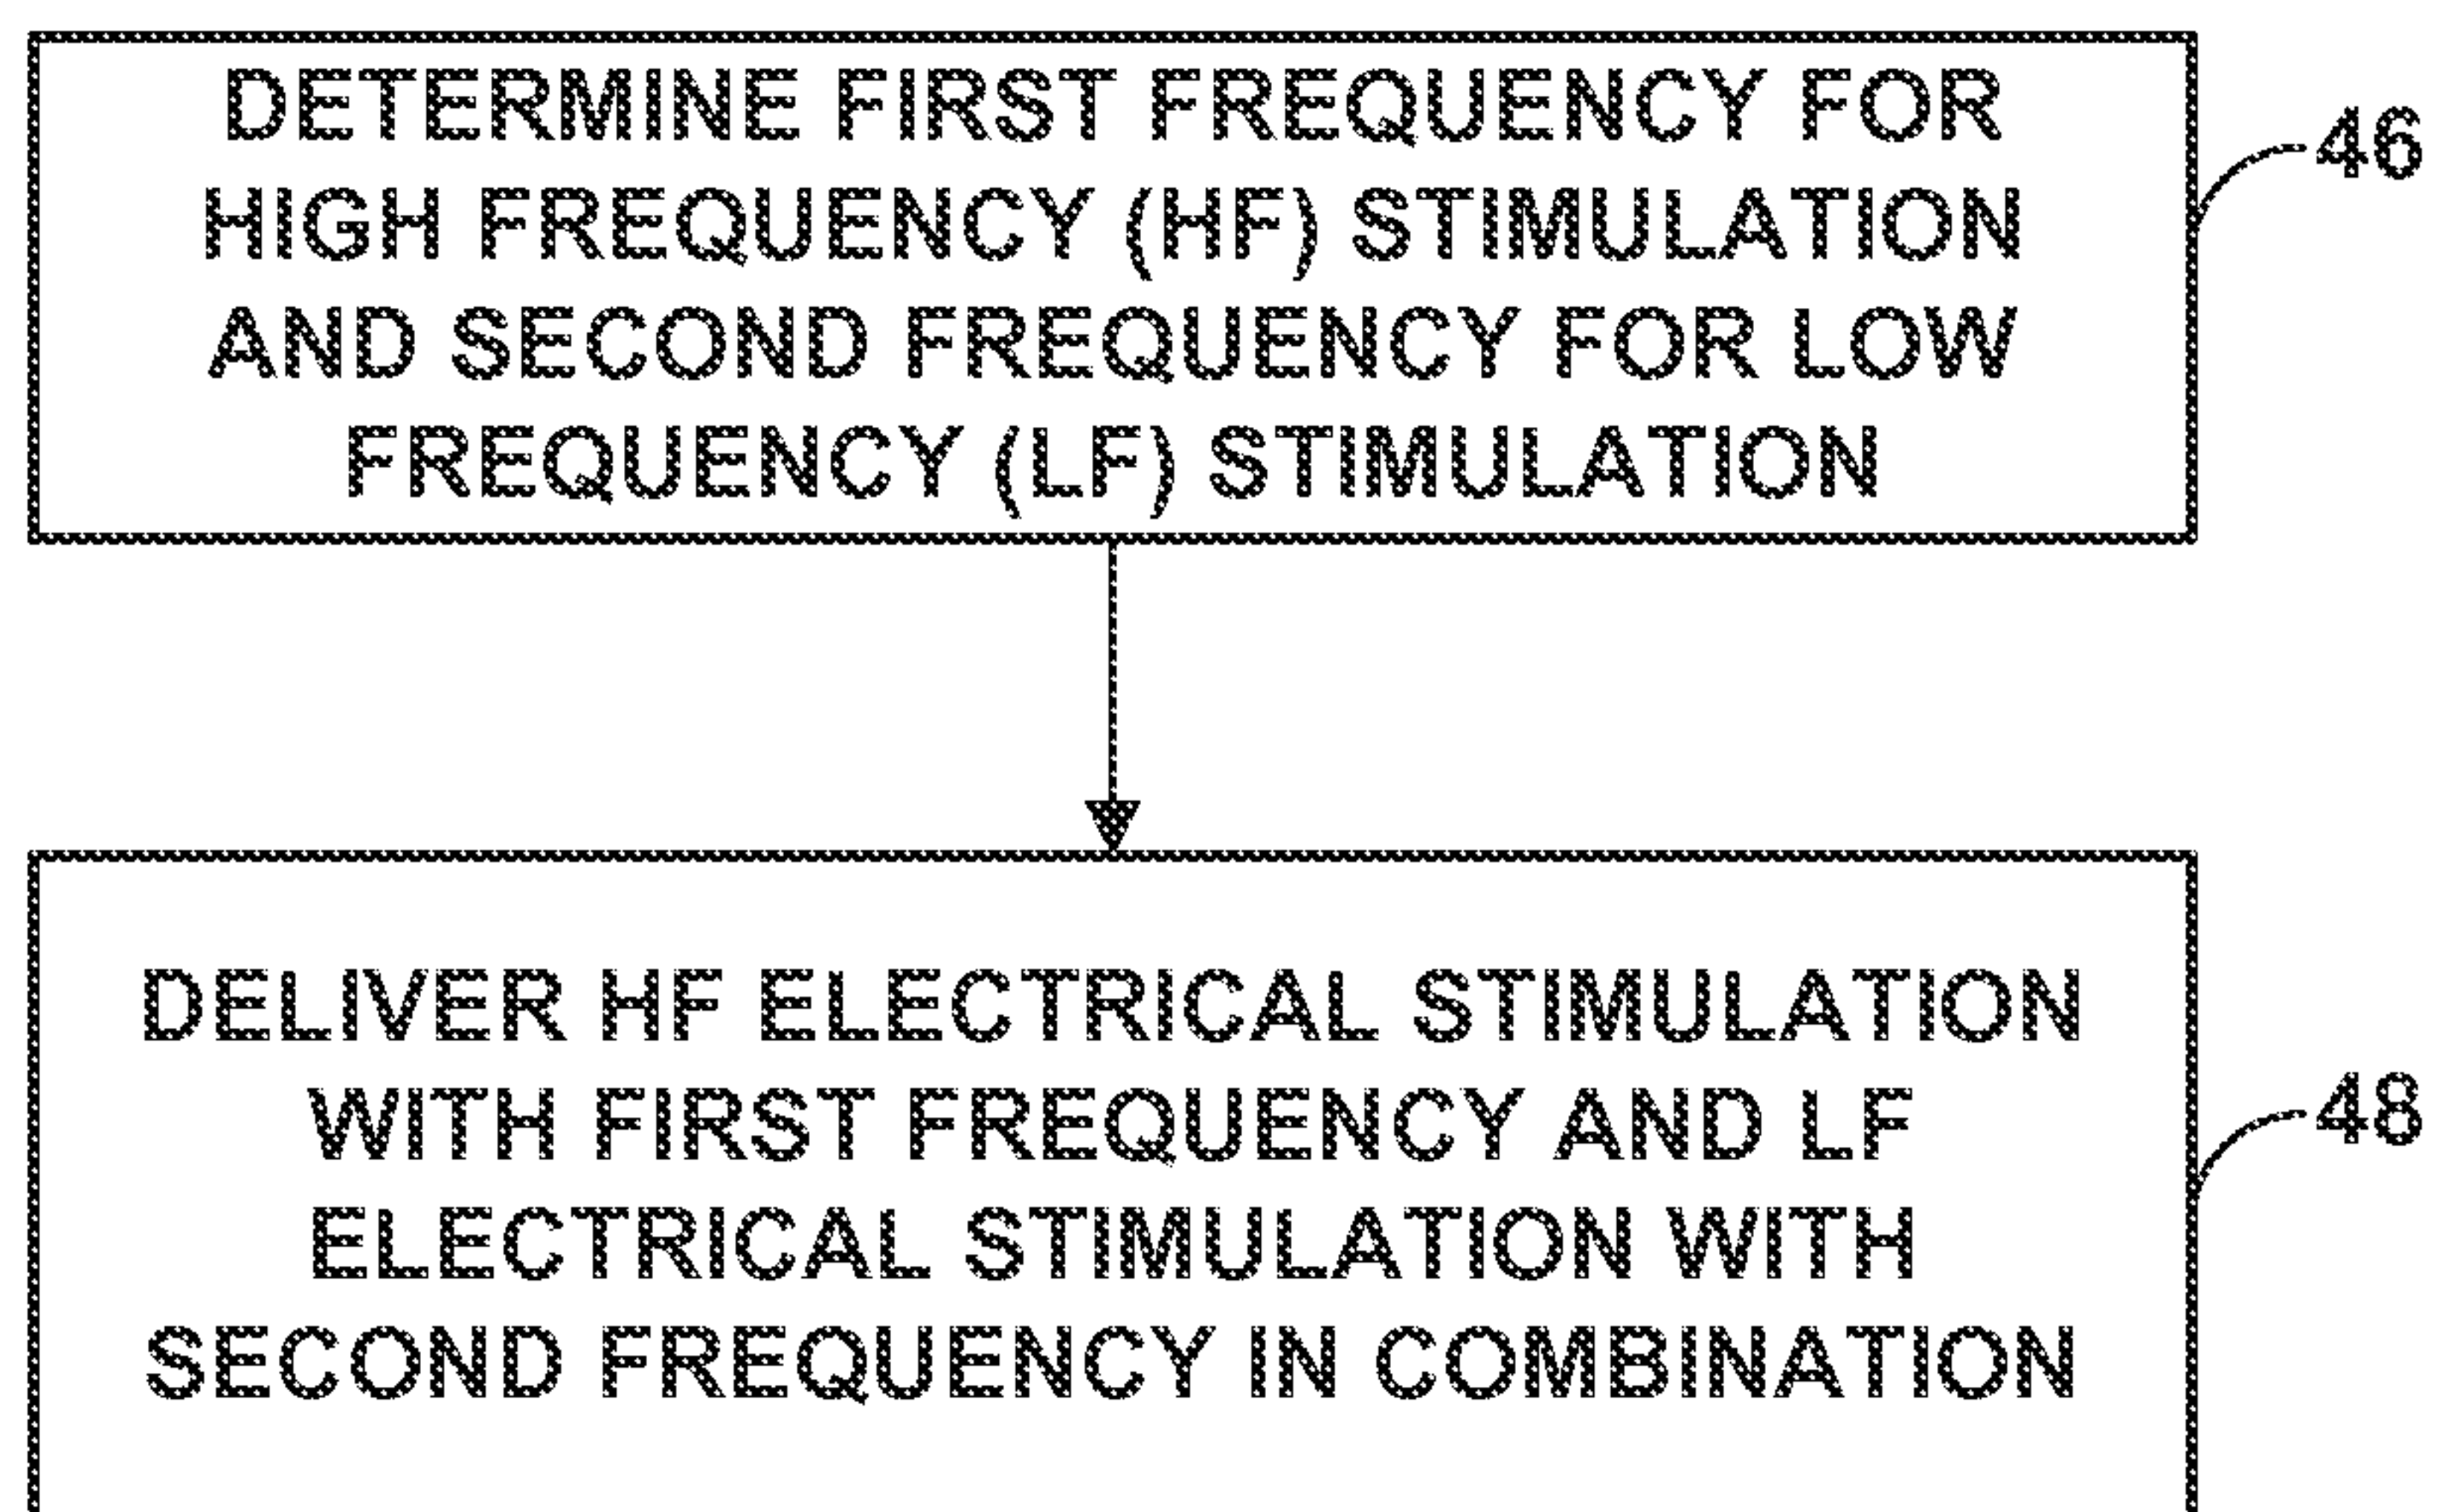 DETERMINE FIRST FREQUENCY FOR
HIGH FREQUENCY (HF) STIMULATION
AND SECOND FREQUENCY FOR LOW
FREQUENCY (LF) STIMULATION
46
DELIVER HF ELECTRICAL STIMULATION
WITH FIRST FREQUENCY AND LF
ELECTRICAL STIMULATION WITH
SECOND FREQUENCY IN COMBINATION
48